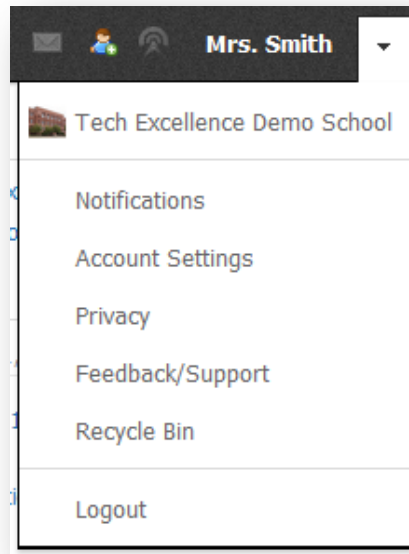 Mrs. Smith
Tech Excellence Demo School
Notifications
Account Settings
Privacy
Feedback/Support
Recycle Bin
Logout